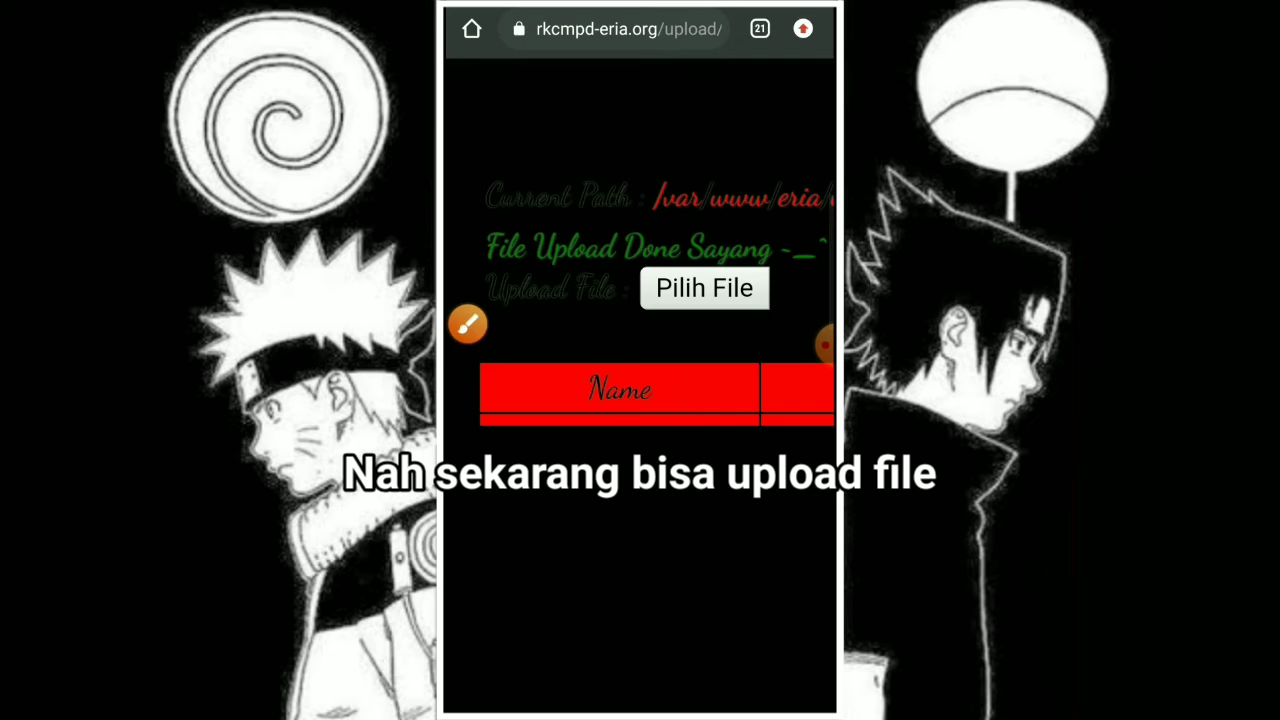 rkcmpd-eria.org/upload/
21
Current Path : /var/www/eria/
File Upload Done Sayang ~_^
Upload File : Pilih File
Name
Nah sekarang bisa upload file